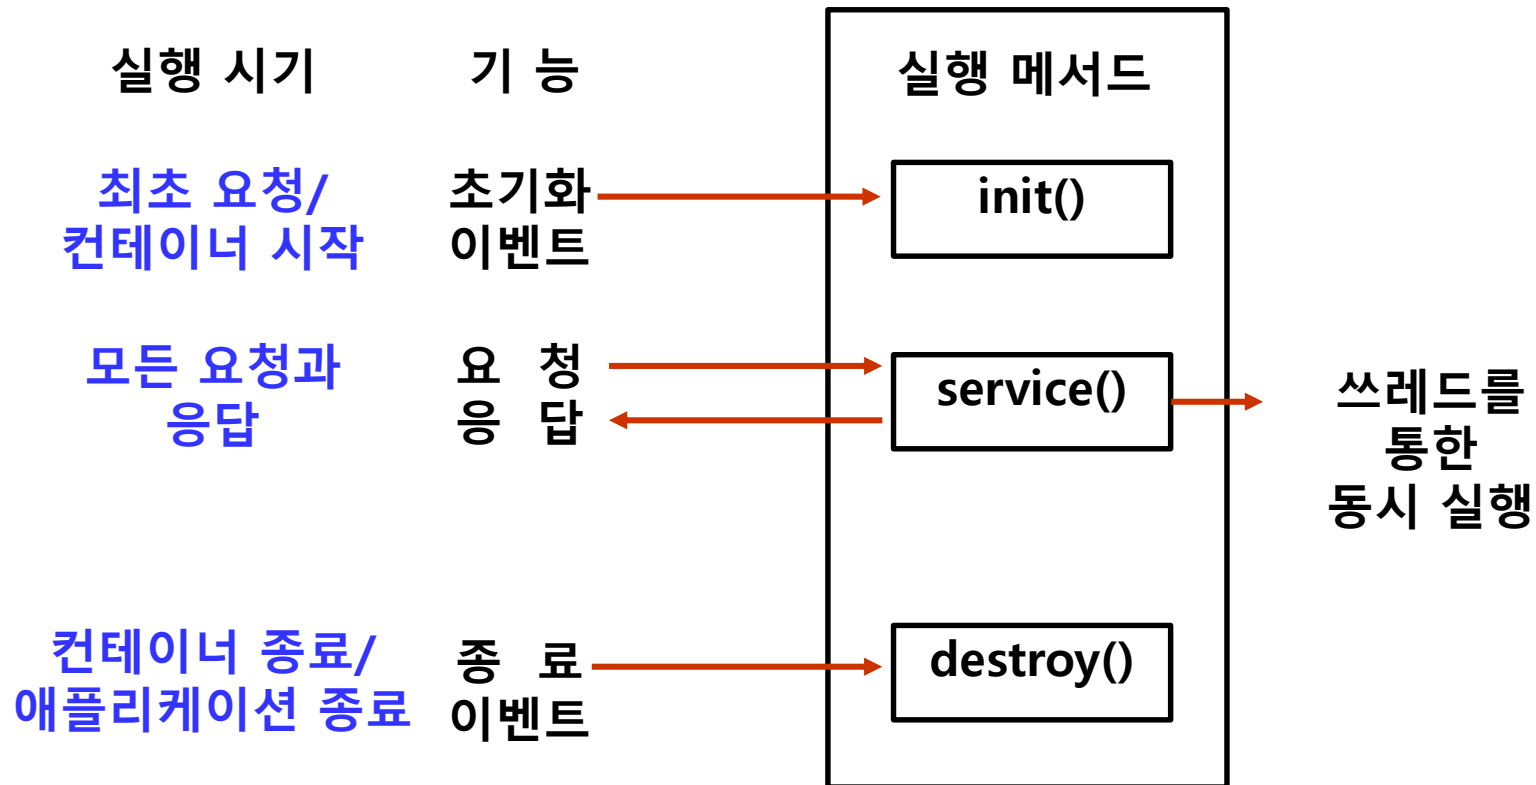 실행 시기
기 능
실행 메서드
최초 요청/
컨테이너 시작
초기화
이벤트
init()
모든 요청과
응답
요 청
응 답
service()
쓰레드를
통한
동시 실행
컨테이너 종료/
애플리케이션 종료
종 료
이벤트
destroy()